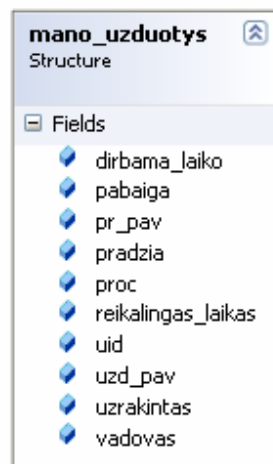 mano_uzduotys
Structure
Fields
dirbama_laiko
pabaiga
pr_pav
pradzia
proc
reikalingas_laikas
uid
uzd_pav
uzrakintas
vadovas